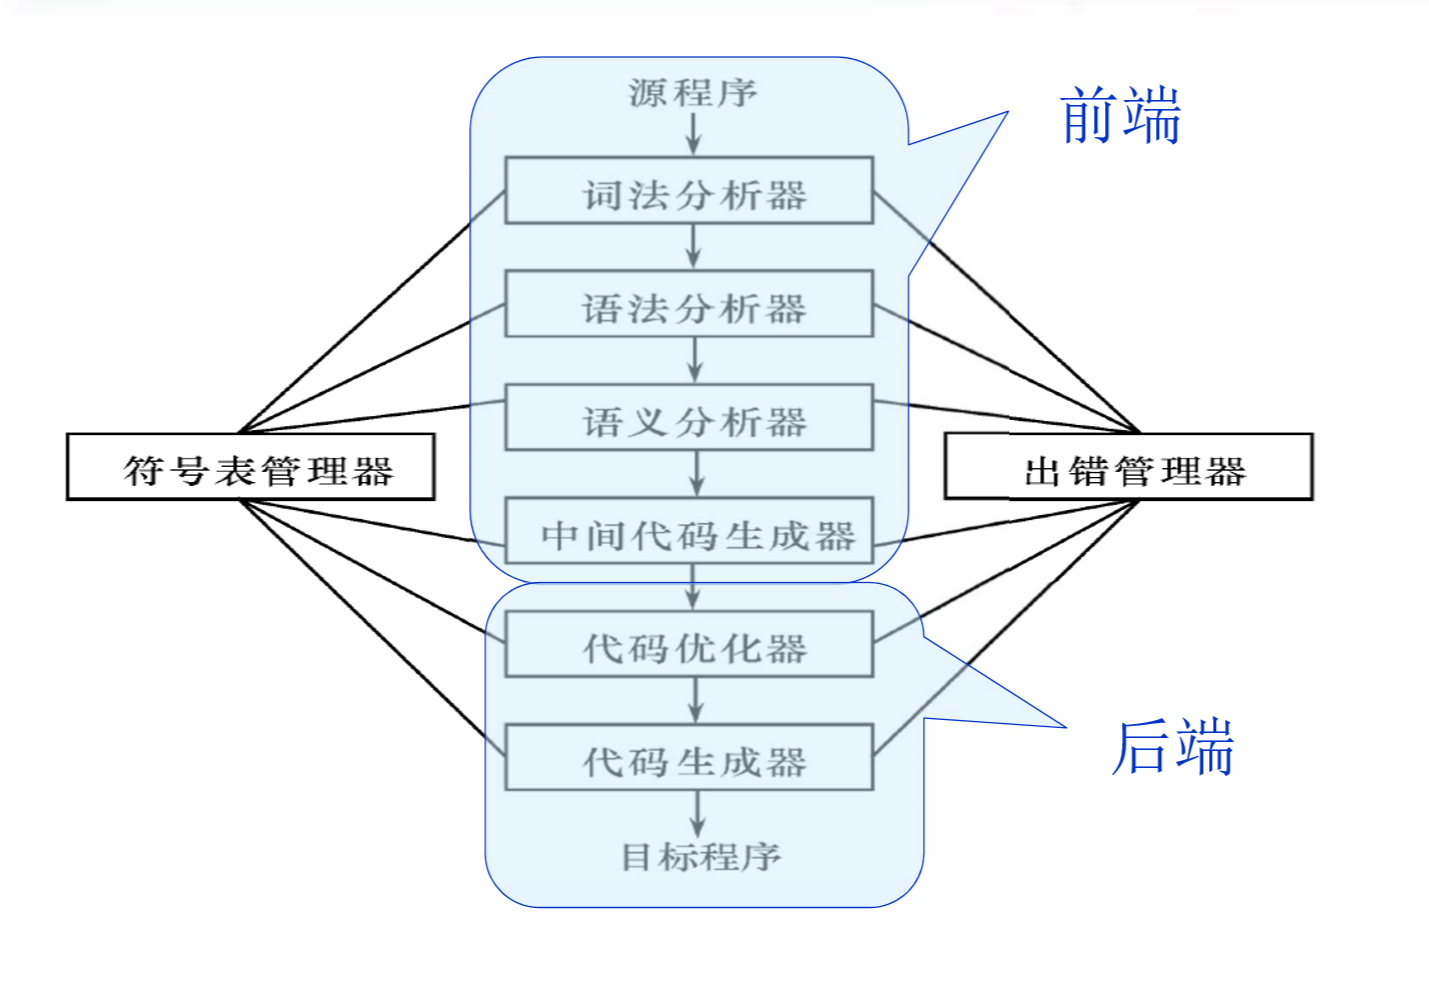 源程序
前端
词法分析器
语法分析器
语义分析器
符号表管理器
出错管理器
中间代码生成器
代码优化器
后端
代码生成器
目标程序